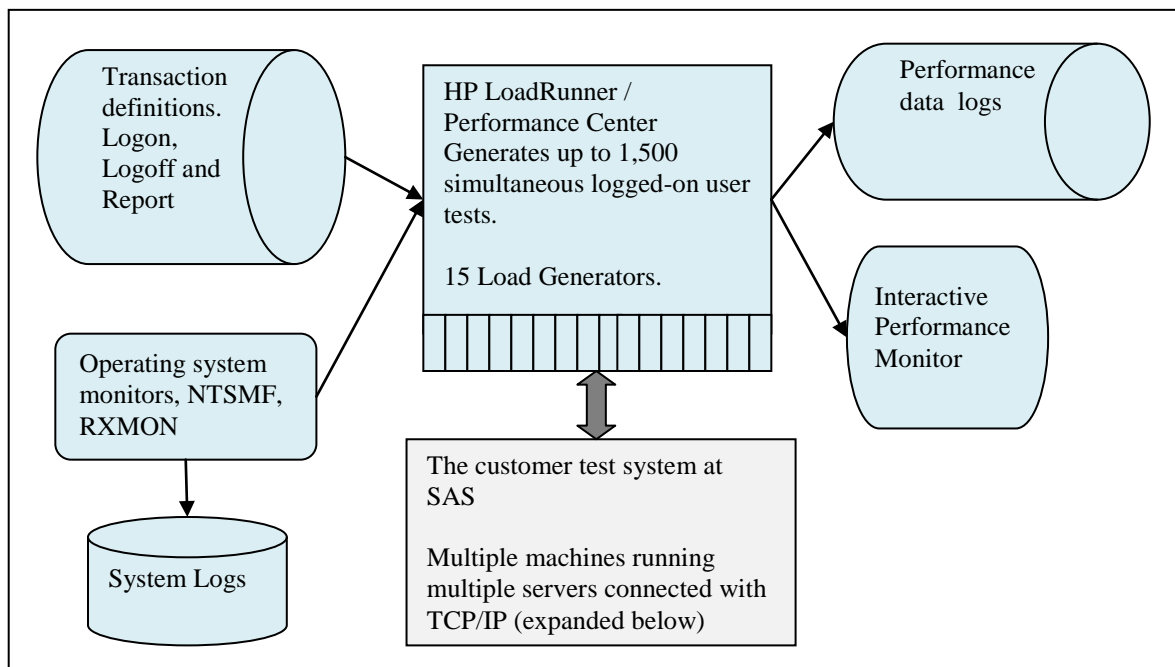 Transaction
definitions.
Logon,
Logoff and
Report
HP LoadRunner /
Performance Center
Generates up to 1,500
simultaneous logged-on user
tests.
15 Load Generators.
Performance
data logs
Interactive
Performance
Monitor
Operating system
monitors, NTSMF,
RXMON
System Logs
The customer test system at
SAS
Multiple machines running
multiple servers connected with
TCP/IP (expanded below)